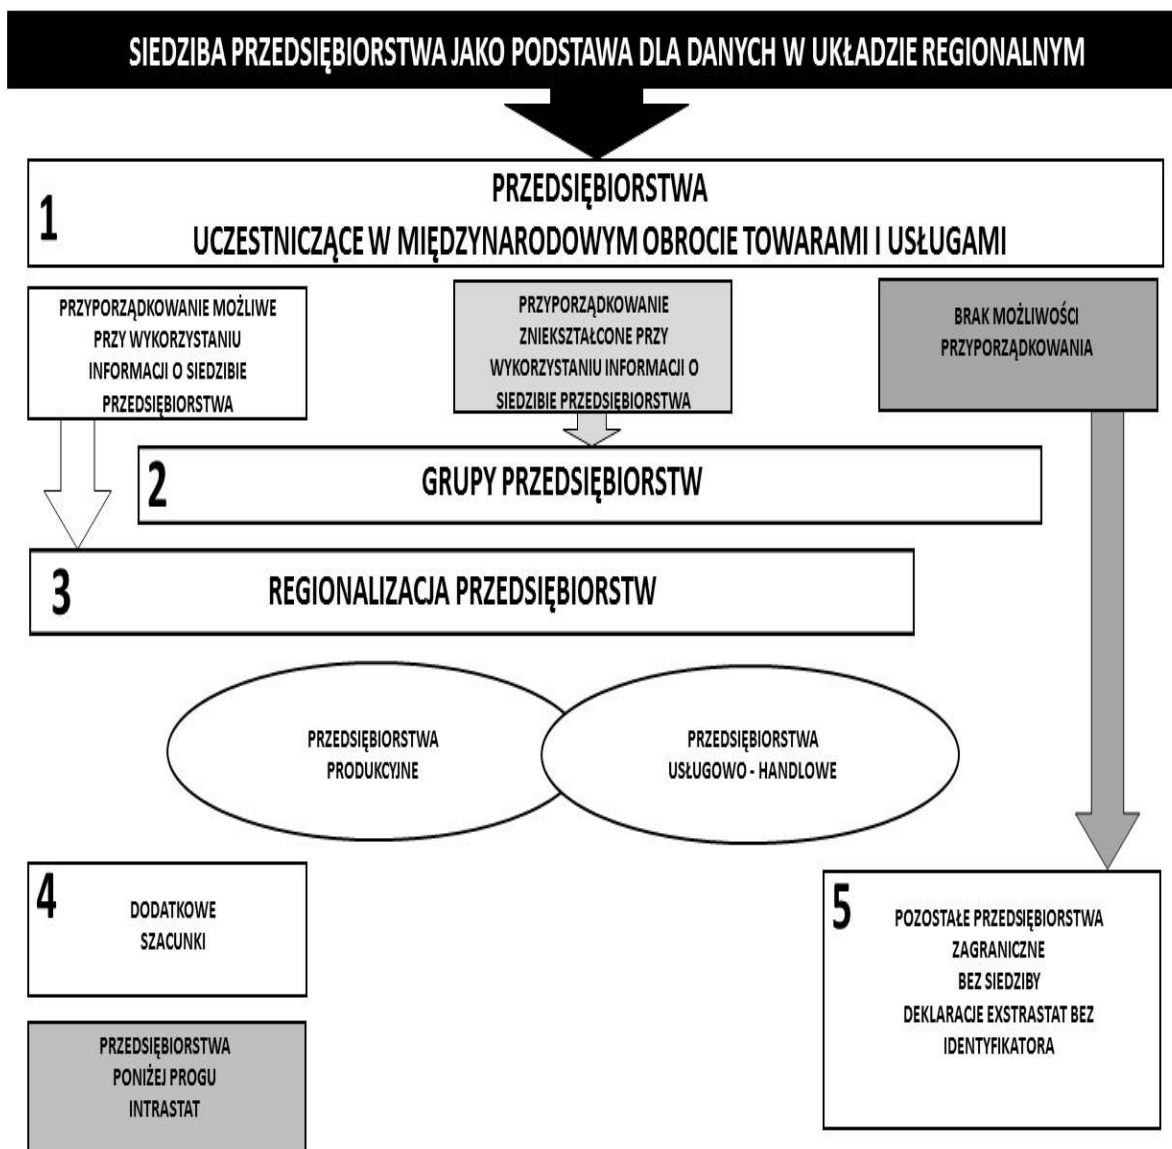 SIEDZIBA PRZEDSIĘBIORSTWA JAKO PODSTAWA DLA DANYCH W UKŁADZIE REGIONALNYM
1
PRZEDSIĘBIORSTWA
UCZESTNICZĄCE W MIĘDZYNARODOWYM OBROCIE TOWARAMI I USŁUGAMI
PRZYPORZĄDKOWANIE MOŻLIWE
PRZY WYKORZYSTANIU
INFORMACJI O SIEDZIBIE
PRZEDSIĘBIORSTWA
PRZYPORZĄDKOWANIE
ZNIEKSZTAŁCONE PRZY
WYKORZYSTANIU INFORMACJI O
SIEDZIBIE PRZEDSIĘBIORSTWA
BRAK MOŻLIWOŚCI
PRZYPORZĄDKOWANIA
2
GRUPY PRZEDSIĘBIORSTW
3
REGIONALIZACJA PRZEDSIĘBIORSTW
PRZEDSIĘBIORSTWA
PRODUKCYJNE
PRZEDSIĘBIORSTWA
USŁUGOWO - HANDLOWE
4
DODATKOWE
SZACUNKI
PRZEDSIĘBIORSTWA
PONIŻEJ PROGU
INTRASTAT
5
POZOSTAŁE PRZEDSIĘBIORSTWA
ZAGRANICZNE
BEZ SIEDZIBY
DEKLARACJE EXSTRASTAT BEZ
IDENTYFIKATORA